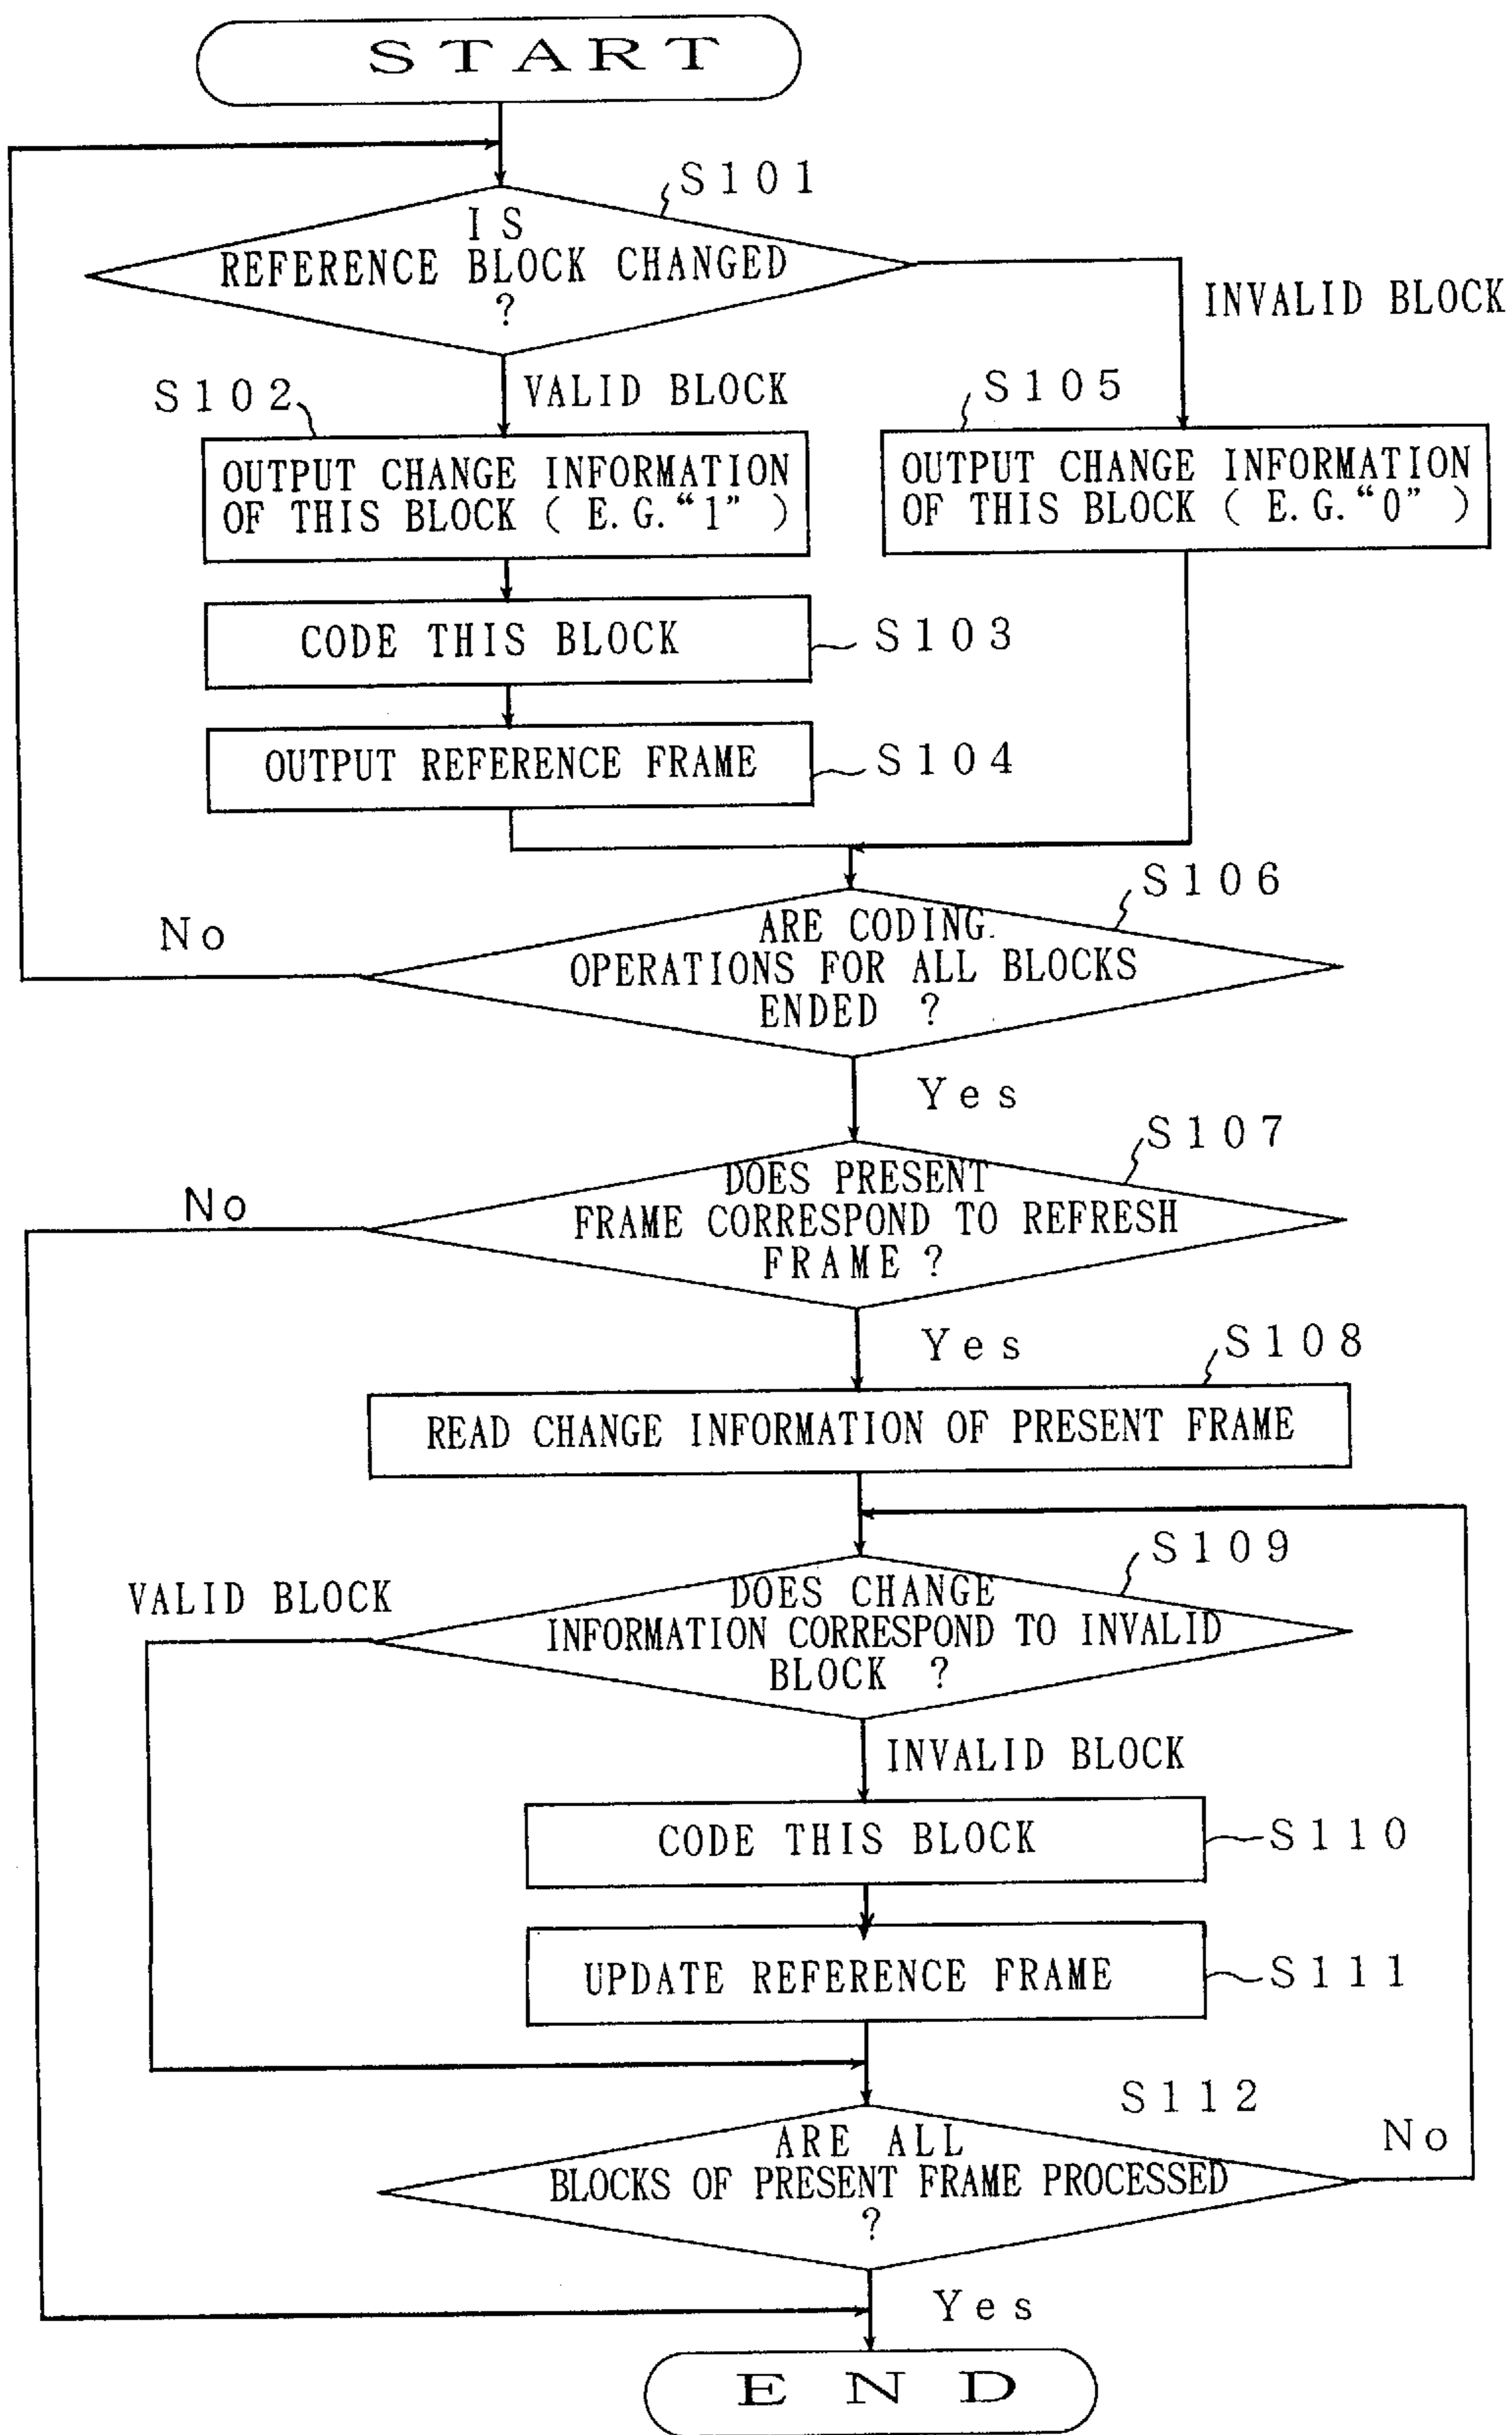 START
S101
IS
REFERENCE BLOCK CHANGED
?
INVALID BLOCK
VALID BLOCK
S102
S105
OUTPUT CHANGE INFORMATION
OF THIS BLOCK ( E.G."1" )
OUTPUT CHANGE INFORMATION
OF THIS BLOCK ( E.G."0" )
CODE THIS BLOCK
S103
OUTPUT REFERENCE FRAME
S104
S106
No
ARE CODING
OPERATIONS FOR ALL BLOCKS
ENDED ?
Yes
S107
No
DOES PRESENT
FRAME CORRESPOND TO REFRESH
FRAME ?
Yes
S108
READ CHANGE INFORMATION OF PRESENT FRAME
S109
VALID BLOCK
DOES CHANGE
INFORMATION CORRESPOND TO INVALID
BLOCK ?
INVALID BLOCK
CODE THIS BLOCK
S110
UPDATE REFERENCE FRAME
S111
S112
No
ARE ALL
BLOCKS OF PRESENT FRAME PROCESSED
?
Yes
END